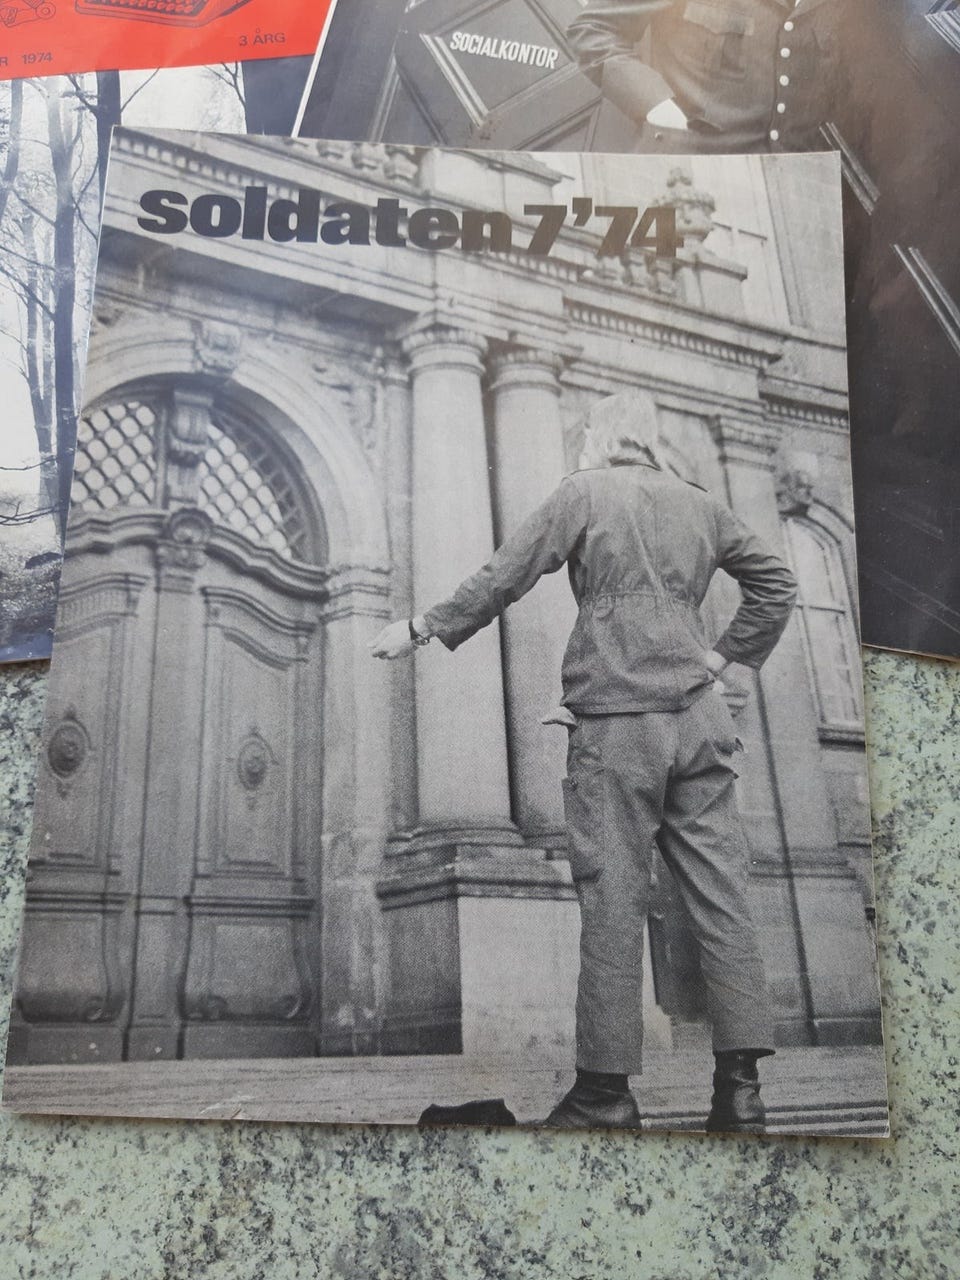 3 ÅRG
R 1974
SOCIALKONTOR
soldaten 7'74